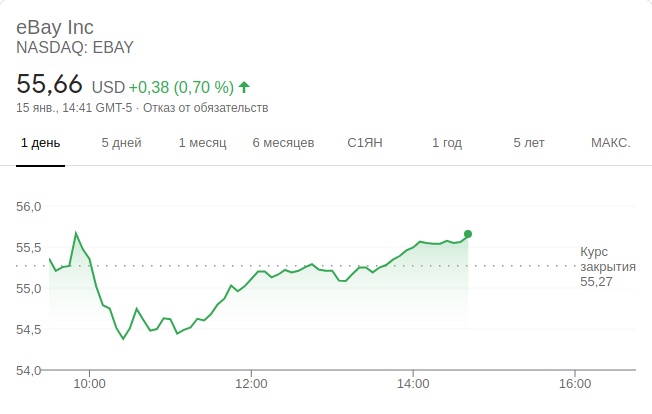 eBay Inc
NASDAQ: EBAY
55,66 USD +0,38 (0,70 %)
15 янв., 14:41 GMT-5 · Отказ от обязательств
1 день 5 дней 1 месяц 6 месяцев С1ЯН 1 год 5 лет МАКС.
56,0
55,5
Курс
закрытия
55,27
55,0
54,5
54,0
10:00 12:00 14:00 16:00